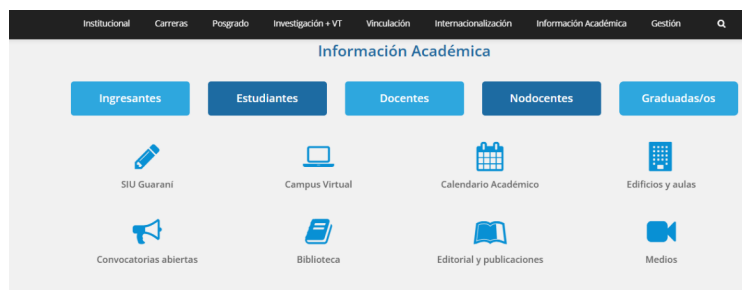 Institucional Carreras Posgrado Investigación + VT Vinculación Internacionalización Información Académica Gestión
Información Académica
Ingresantes Estudiantes Docentes Nodocentes Graduadas/os
SIU Guaraní Campus Virtual Calendario Académico Edificios y aulas
Convocatorias abiertas Biblioteca Editorial y publicaciones Medios